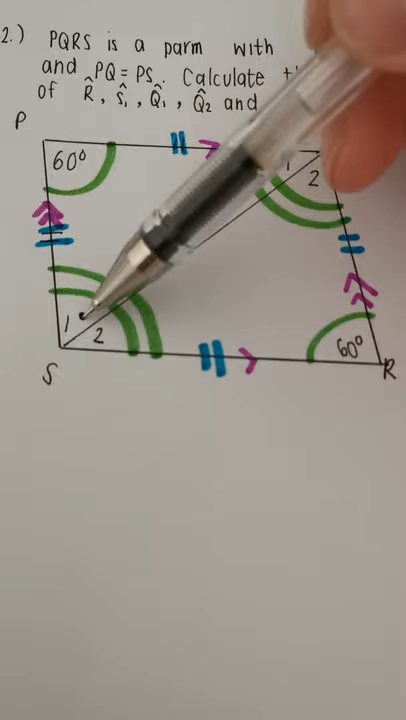 2.) PQRS is a parm with
and PQ = PS. Calculate
of R̂, Ŝ₁, Q̂₁, Q̂₂ and
P
60°
1 2
1 2
60°
S R